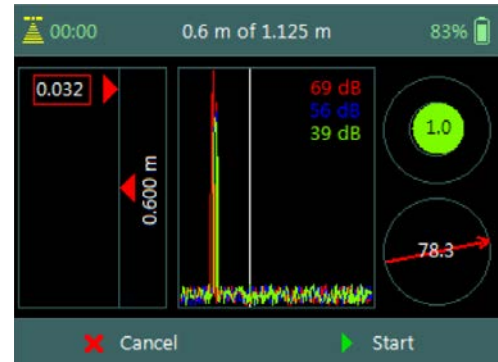 00:00 0.6 m of 1.125 m 83%
0.032
0.600 m
69 dB
56 dB
39 dB
1.0
78.3
Cancel Start